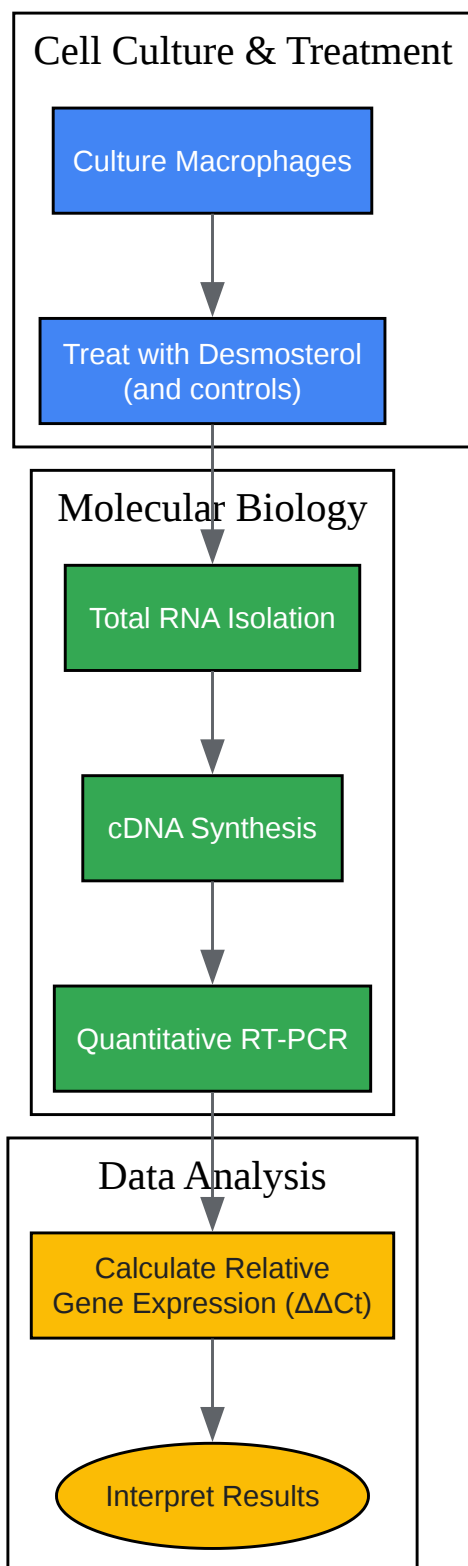 Cell Culture & Treatment
Culture Macrophages
Treat with Desmosterol
(and controls)
Molecular Biology
Total RNA Isolation
cDNA Synthesis
Quantitative RT-PCR
Data Analysis
Calculate Relative
Gene Expression (ΔΔCt)
Interpret Results